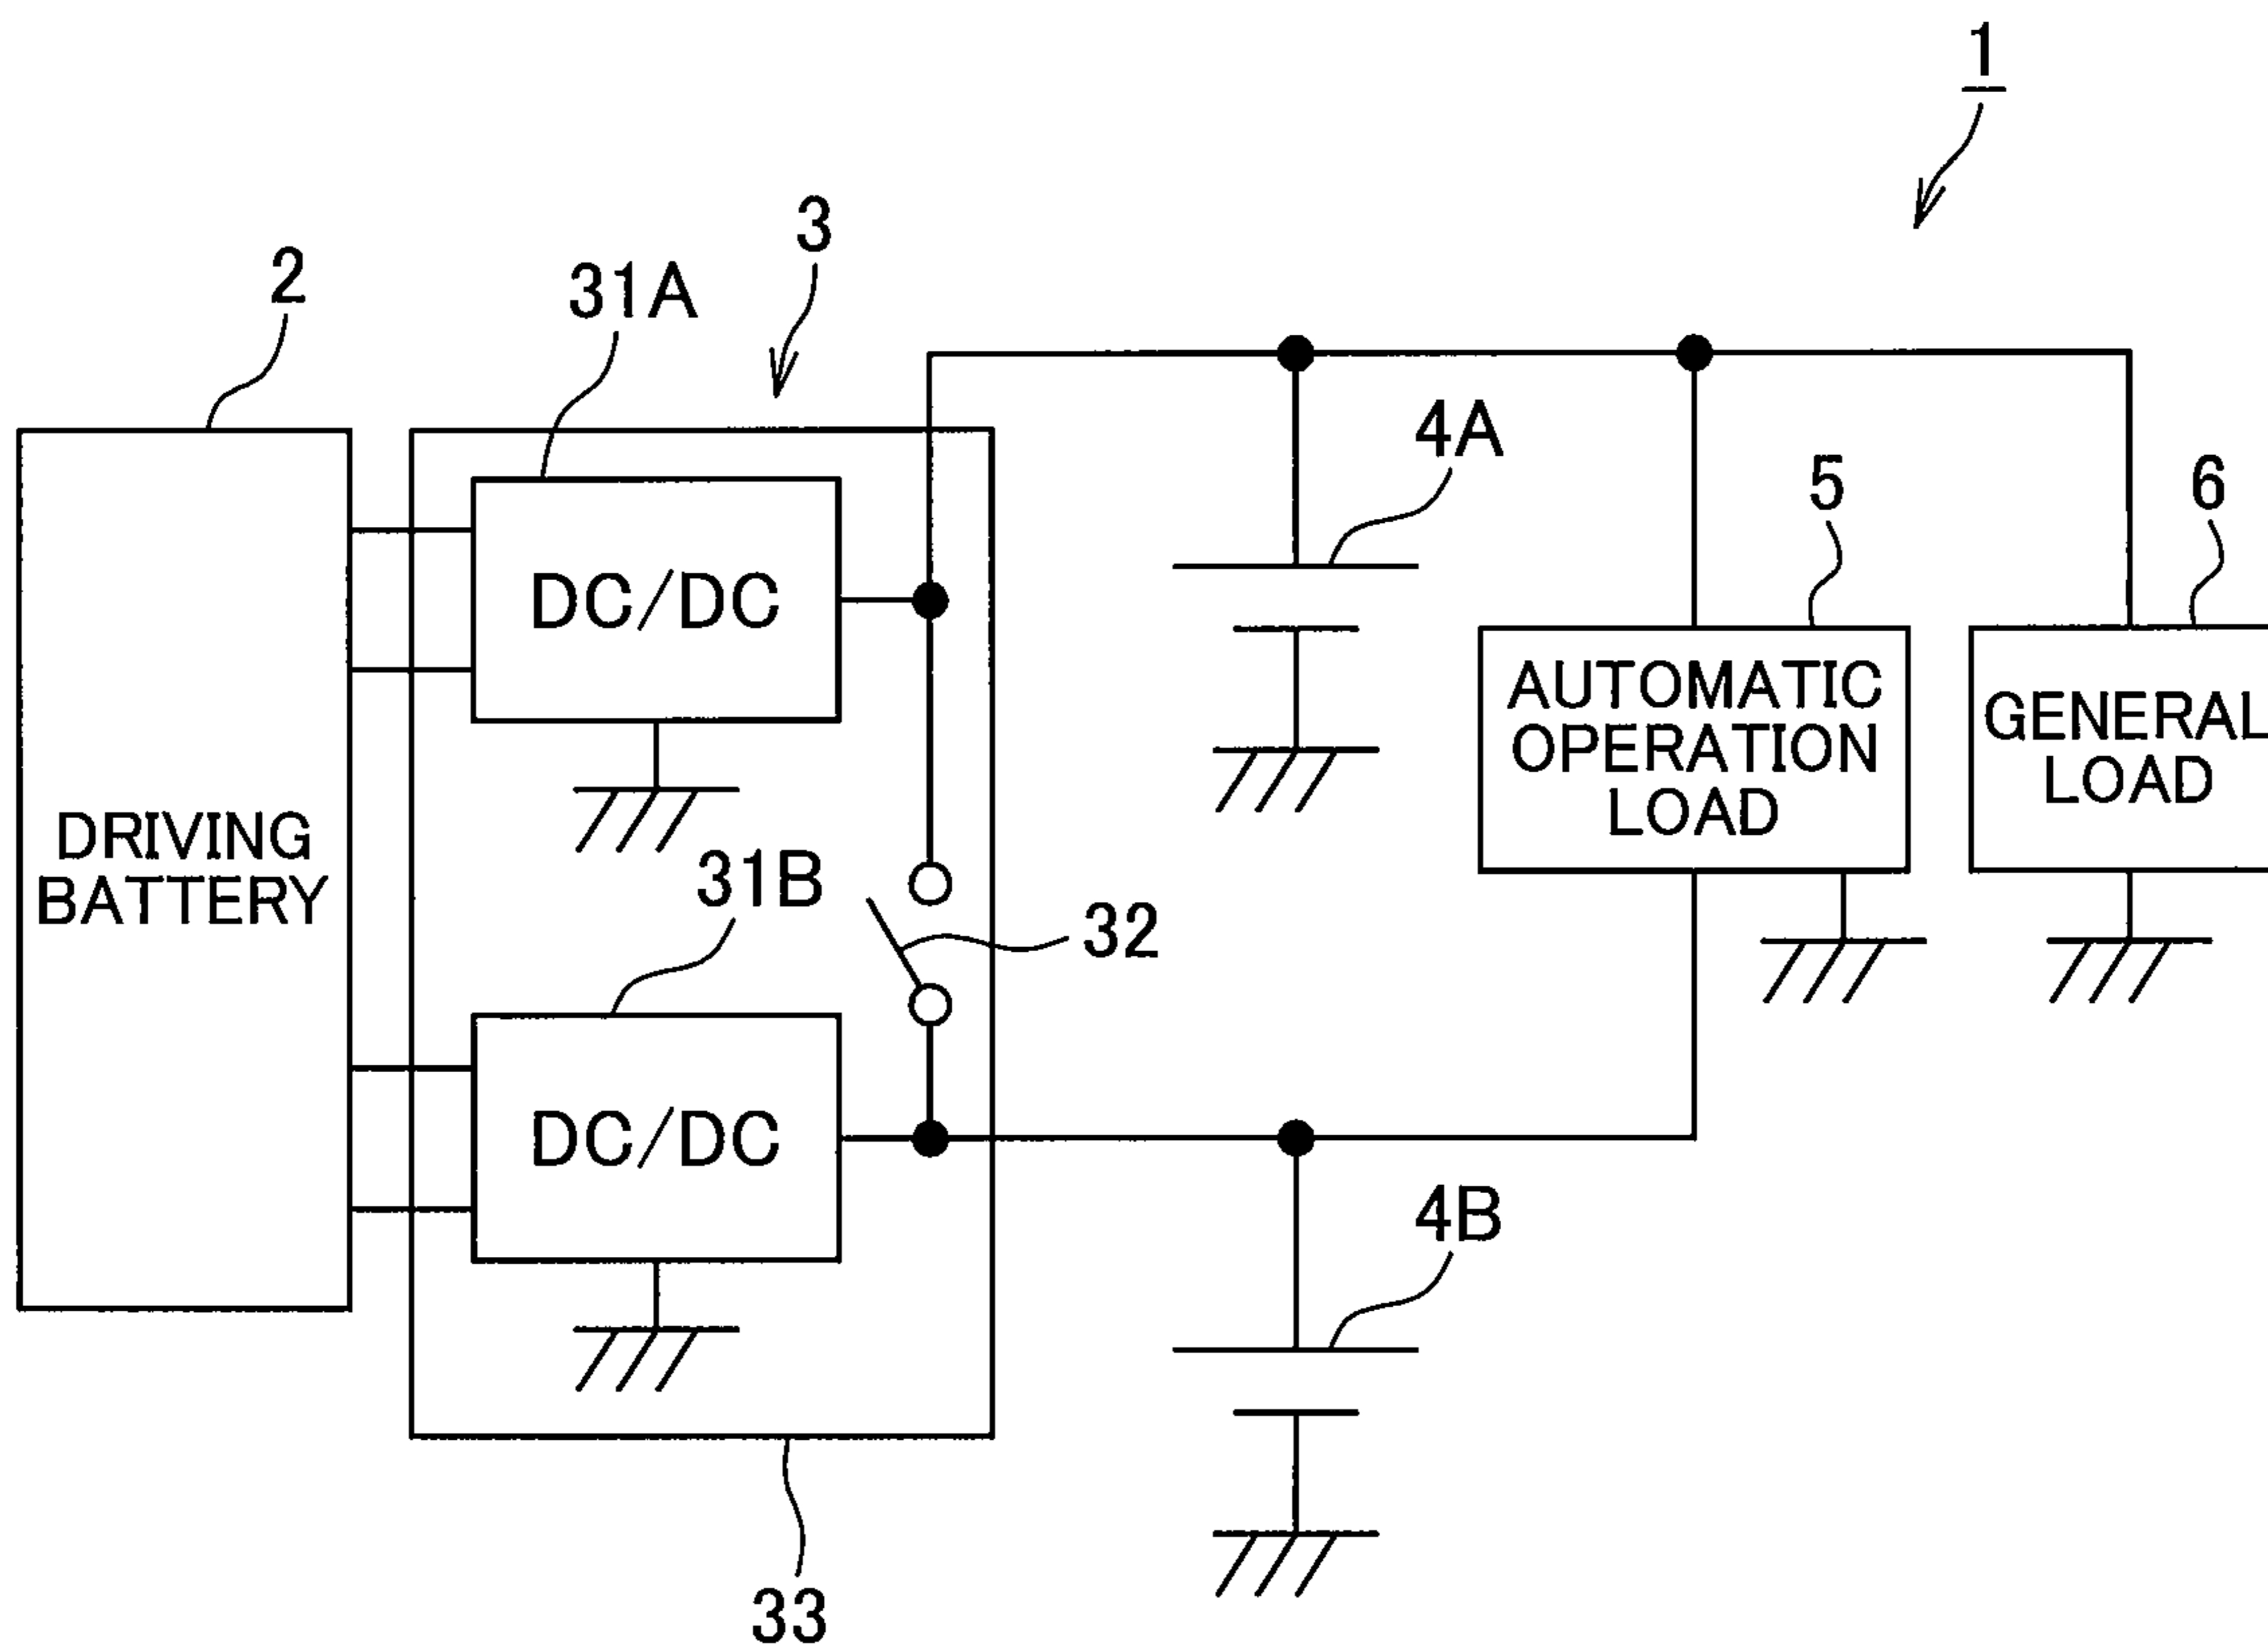 1
3
2
31A
4A
5
6
DC/DC
AUTOMATIC
OPERATION
LOAD
GENERAL
LOAD
DRIVING
BATTERY
31B
32
DC/DC
4B
33